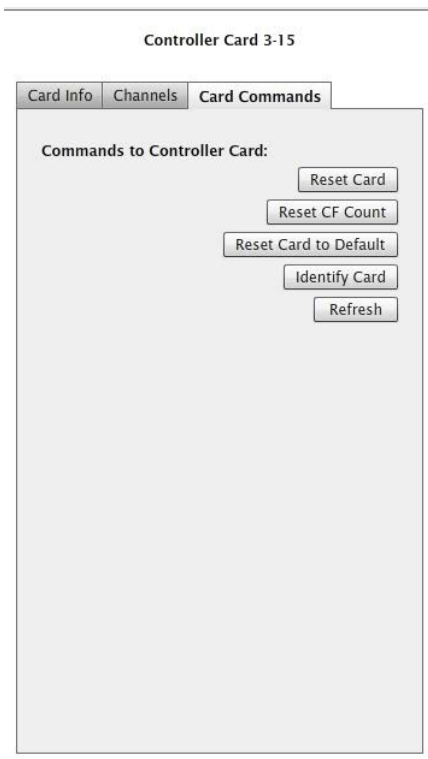 Controller Card 3-15
Card Info Channels Card Commands
Commands to Controller Card:
Reset Card
Reset CF Count
Reset Card to Default
Identify Card
Refresh